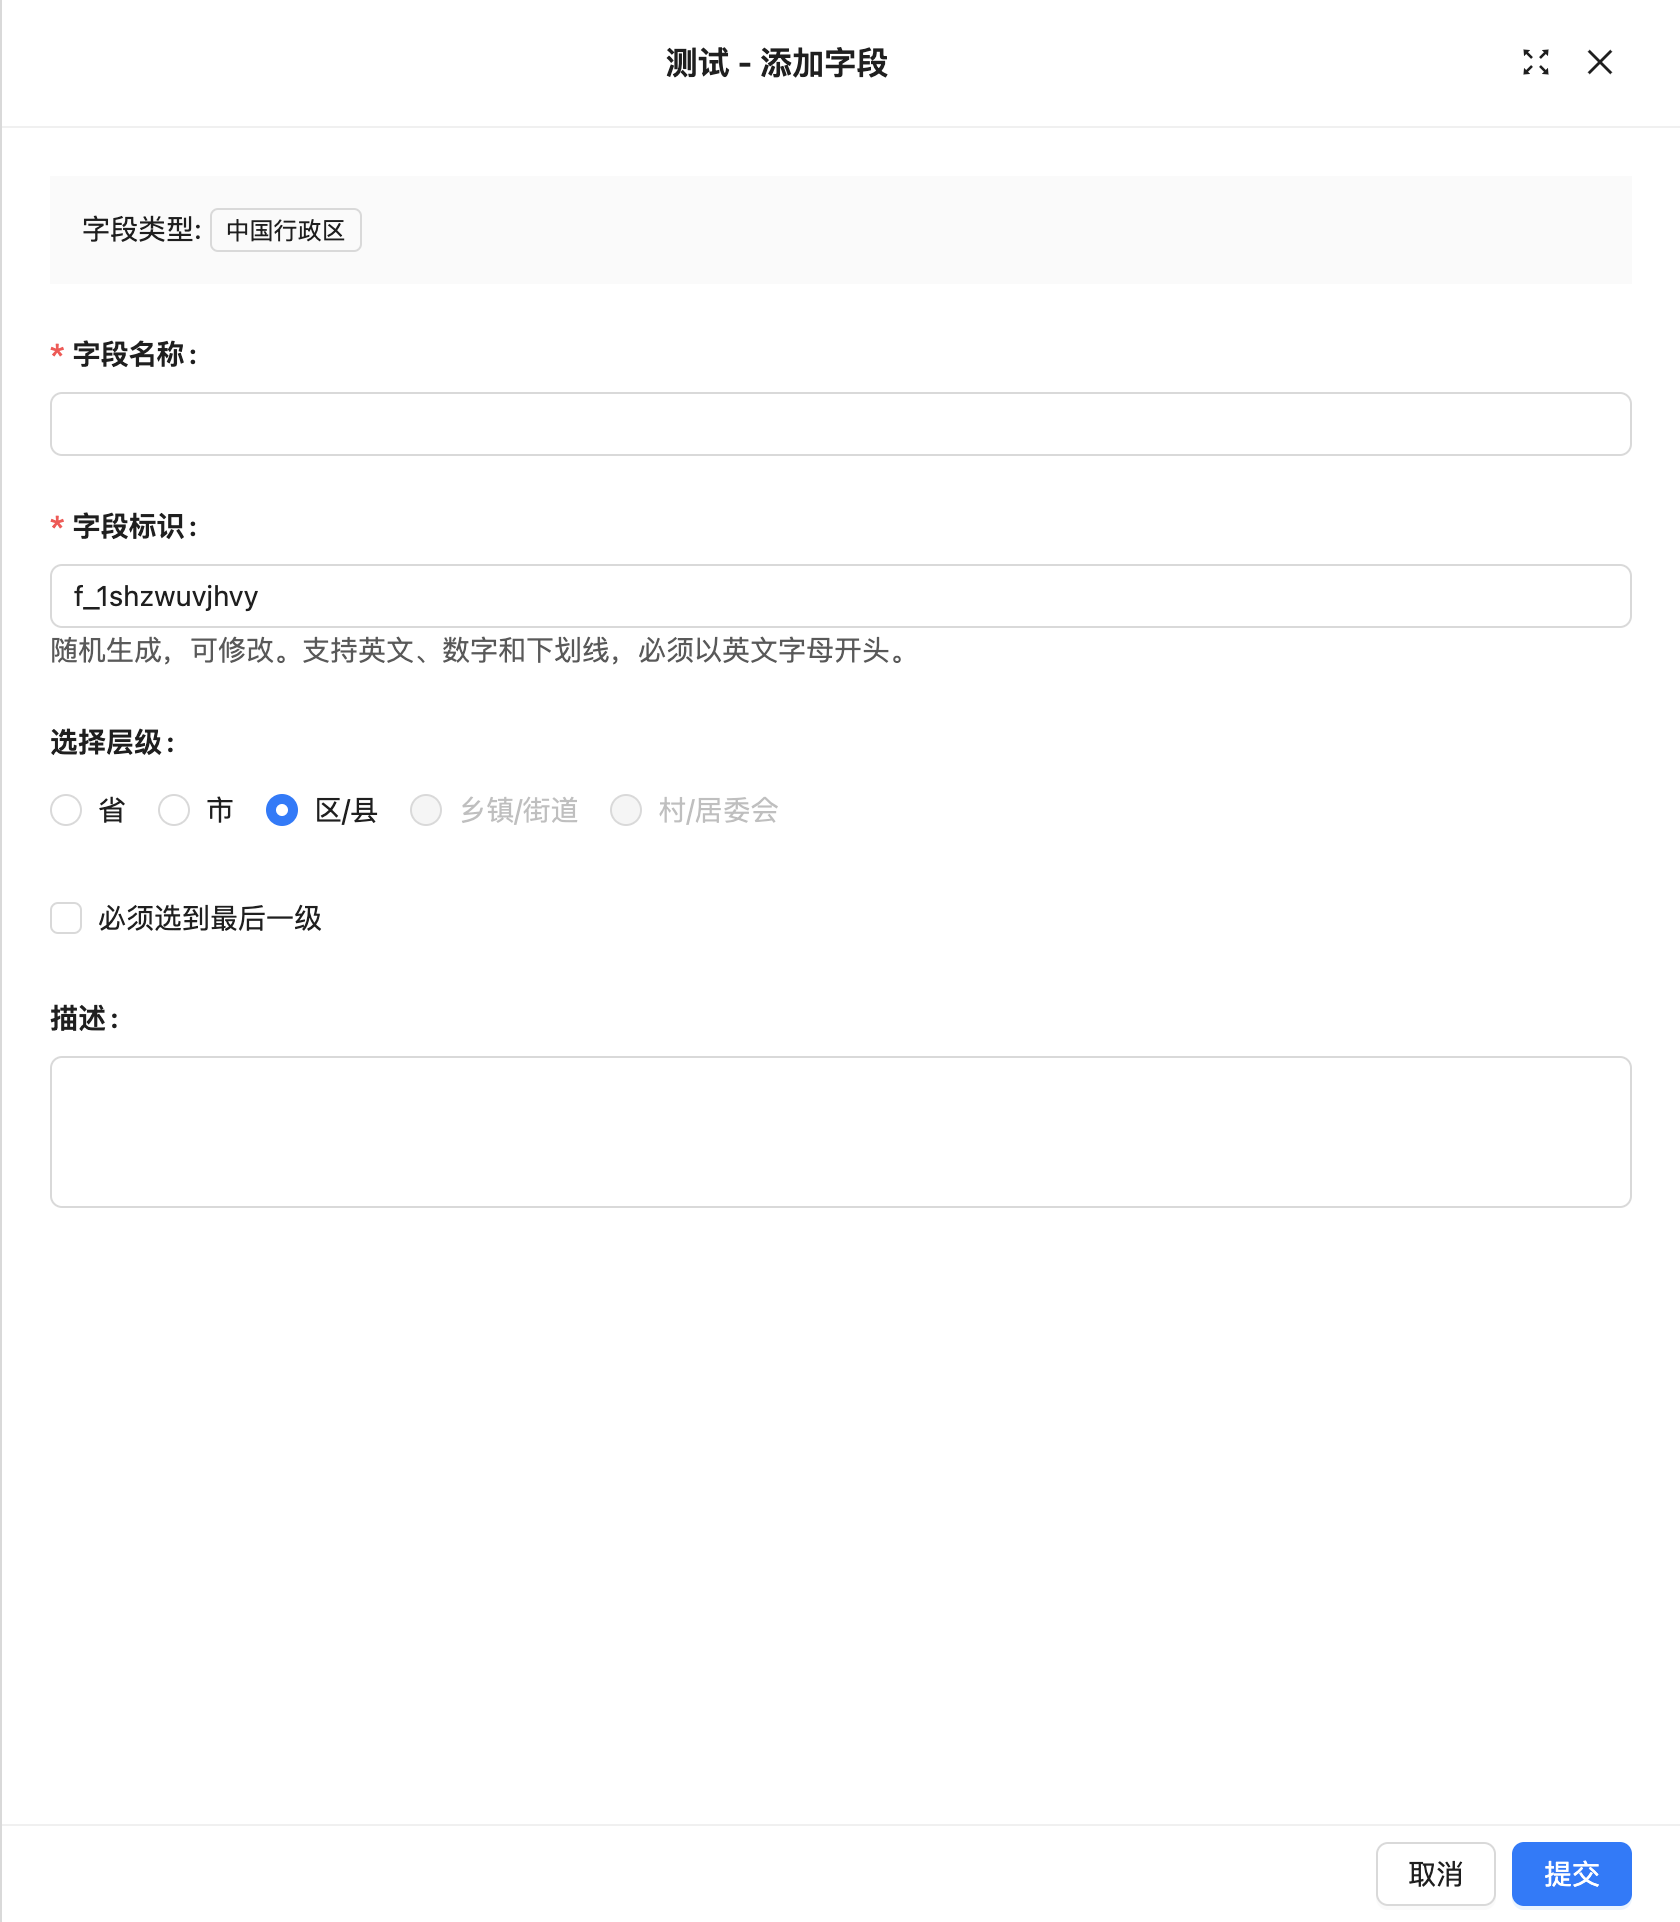 测试 - 添加字段
字段类型: 中国行政区
* 字段名称:
* 字段标识:
f_1shzwuvjhvy
随机生成，可修改。支持英文、数字和下划线，必须以英文字母开头。
选择层级:
省 市 区/县 乡镇/街道 村/居委会
必须选到最后一级
描述:
取消 提交